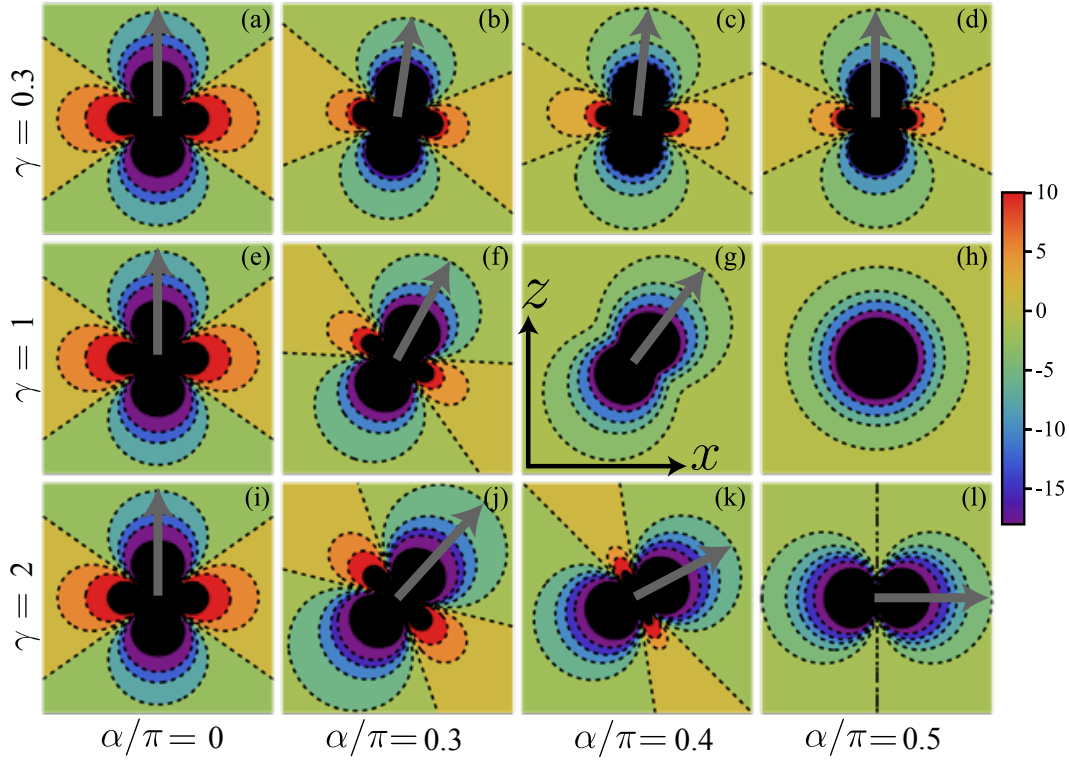 γ = 0.3
(a)
(b)
(c)
(d)
10
5
0
-5
-10
-15
γ = 1
(e)
(f)
(g)
(h)
z
x
γ = 2
(i)
(j)
(k)
(l)
α/π = 0
α/π = 0.3
α/π = 0.4
α/π = 0.5